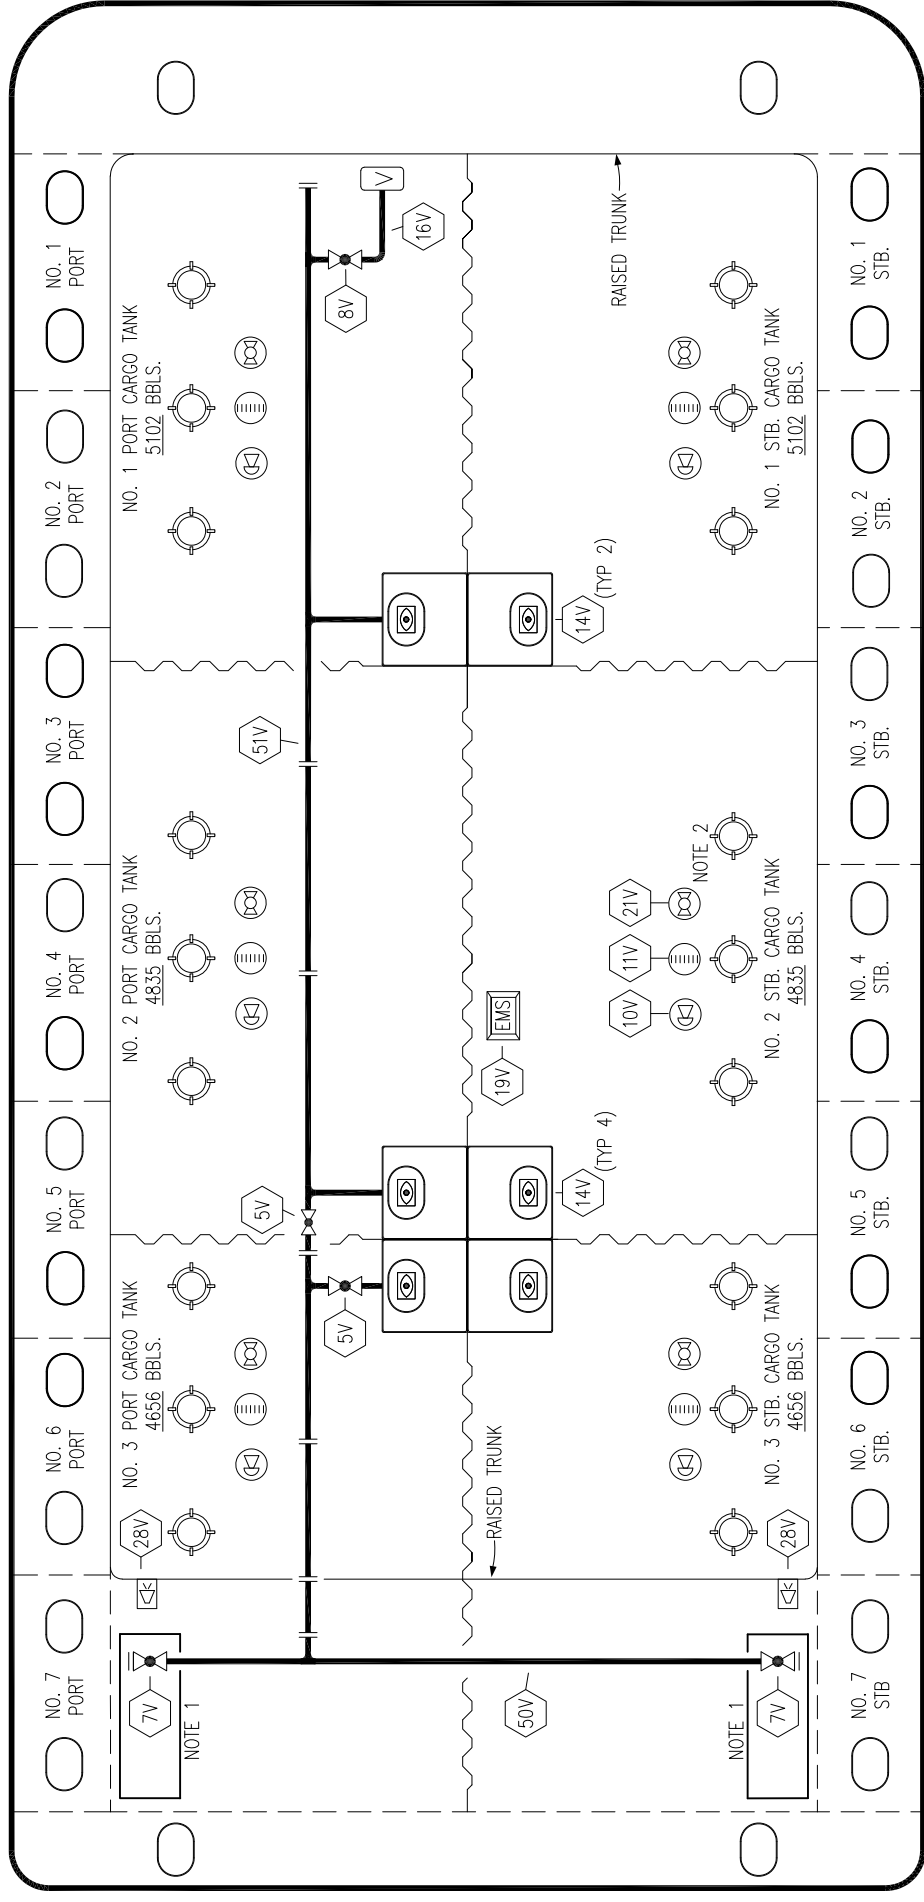 NO. 1
PORT
NO. 2
PORT
NO. 3
PORT
NO. 4
PORT
NO. 5
PORT
NO. 6
PORT
NO. 7
PORT
NO. 1 PORT CARGO TANK
5102 BBLS.
NO. 2 PORT CARGO TANK
4835 BBLS.
NO. 3 PORT CARGO TANK
4656 BBLS.
28V
7V
NOTE 1
V
16V
8V
51V
5V
5V
14V
(TYP 2)
EMS
19V
14V
(TYP 4)
50V
RAISED TRUNK
RAISED TRUNK
21V
11V
10V
NOTE 2
NO. 1 STB. CARGO TANK
5102 BBLS.
NO. 2 STB. CARGO TANK
4835 BBLS.
NO. 3 STB. CARGO TANK
4656 BBLS.
28V
7V
NOTE 1
NO. 1
STB.
NO. 2
STB.
NO. 3
STB.
NO. 4
STB.
NO. 5
STB.
NO. 6
STB.
NO. 7
STB